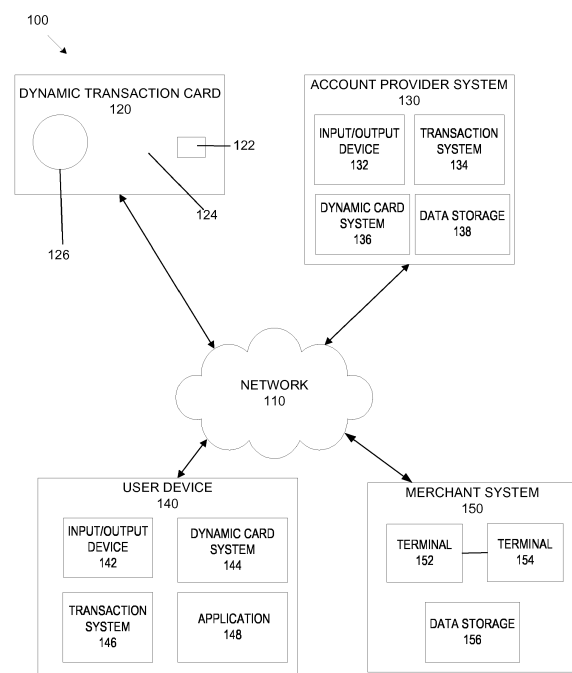 100
DYNAMIC TRANSACTION CARD
120
122
124
126
ACCOUNT PROVIDER SYSTEM
130
INPUT/OUTPUT
DEVICE
132
TRANSACTION
SYSTEM
134
DYNAMIC CARD
SYSTEM
136
DATA STORAGE
138
NETWORK
110
USER DEVICE
140
INPUT/OUTPUT
DEVICE
142
DYNAMIC CARD
SYSTEM
144
TRANSACTION
SYSTEM
146
APPLICATION
148
MERCHANT SYSTEM
150
TERMINAL
152
TERMINAL
154
DATA STORAGE
156